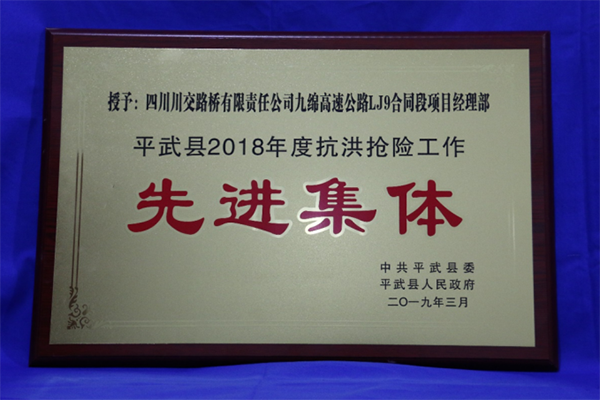 授予：四川川交路桥有限责任公司九绵高速公路LJ9合同段项目经理部
平武县2018年度抗洪抢险工作
先进集体
中共平武县委
平武县人民政府
二〇一九年三月